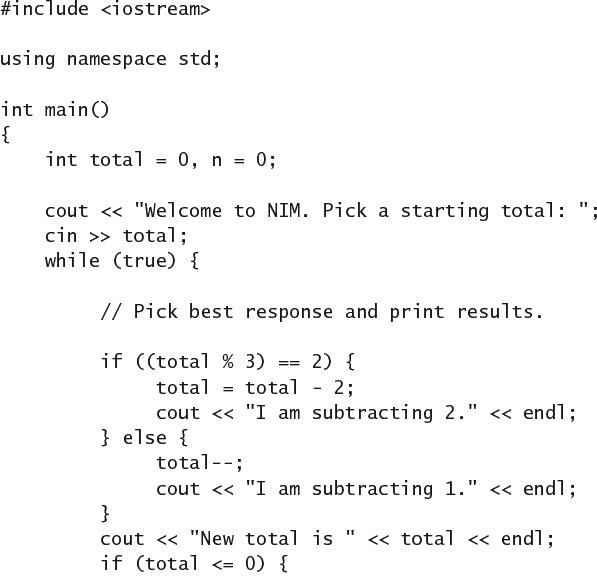 #include <iostream>
using namespace std;
int main()
{
    int total = 0, n = 0;
    cout << "Welcome to NIM. Pick a starting total: ";
    cin >> total;
    while (true) {
         // Pick best response and print results.
         if ((total % 3) == 2) {
              total = total - 2;
              cout << "I am subtracting 2." << endl;
         } else {
              total--;
              cout << "I am subtracting 1." << endl;
         }
         cout << "New total is " << total << endl;
         if (total <= 0) {